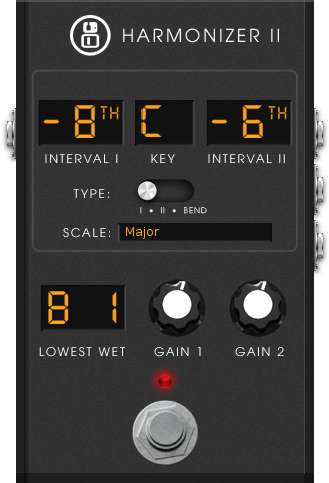 HARMONIZER II
- 8TH C - 6TH
INTERVAL I KEY INTERVAL II
TYPE:
I • II • BEND
SCALE: Major
B 1
LOWEST WET GAIN 1 GAIN 2